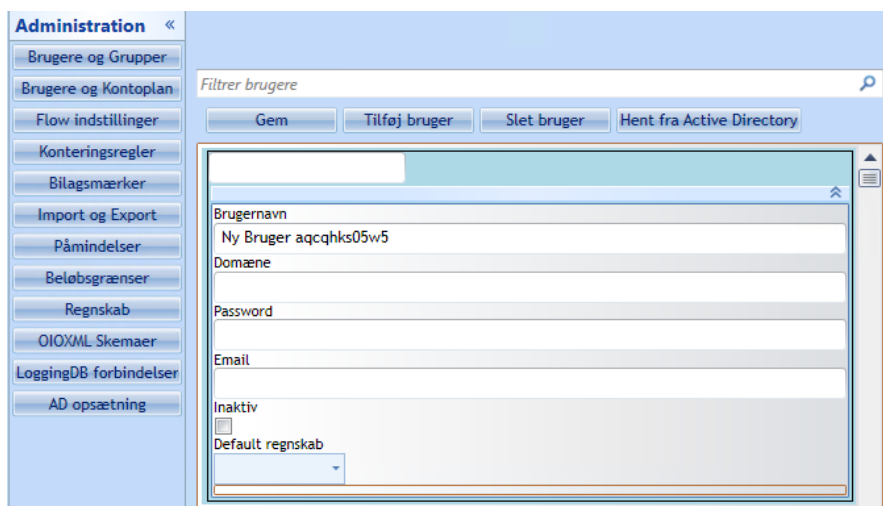 Administration «
Brugere og Grupper
Brugere og Kontoplan
Flow indstillinger
Konteringsregler
Bilagsmærker
Import og Export
Påmindelser
Beløbsgrænser
Regnskab
OIOXML Skemaer
LoggingDB forbindelser
AD opsætning
Filtrer brugere
Gem Tilføj bruger Slet bruger Hent fra Active Directory
Brugernavn
Ny Bruger aqcqhks05w5
Domæne
Password
Email
Inaktiv
Default regnskab